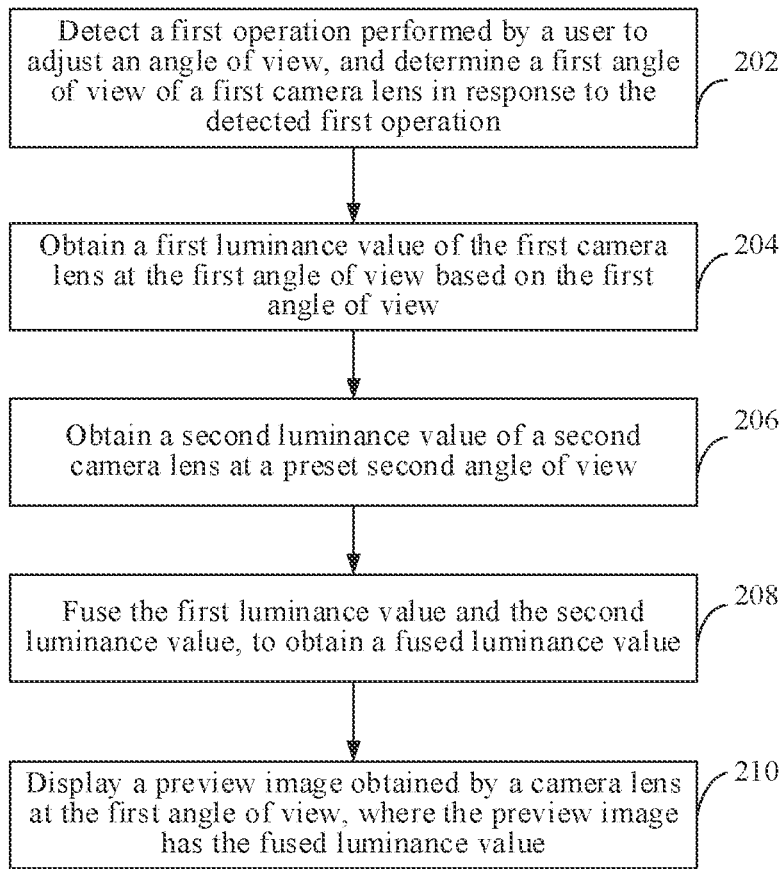 Detect a first operation performed by a user to
adjust an angle of view, and determine a first angle
of view of a first camera lens in response to the
detected first operation
202
Obtain a first luminance value of the first camera
lens at the first angle of view based on the first
angle of view
204
Obtain a second luminance value of a second
camera lens at a preset second angle of view
206
Fuse the first luminance value and the second
luminance value, to obtain a fused luminance value
208
Display a preview image obtained by a camera lens
at the first angle of view, where the preview image
has the fused luminance value
210